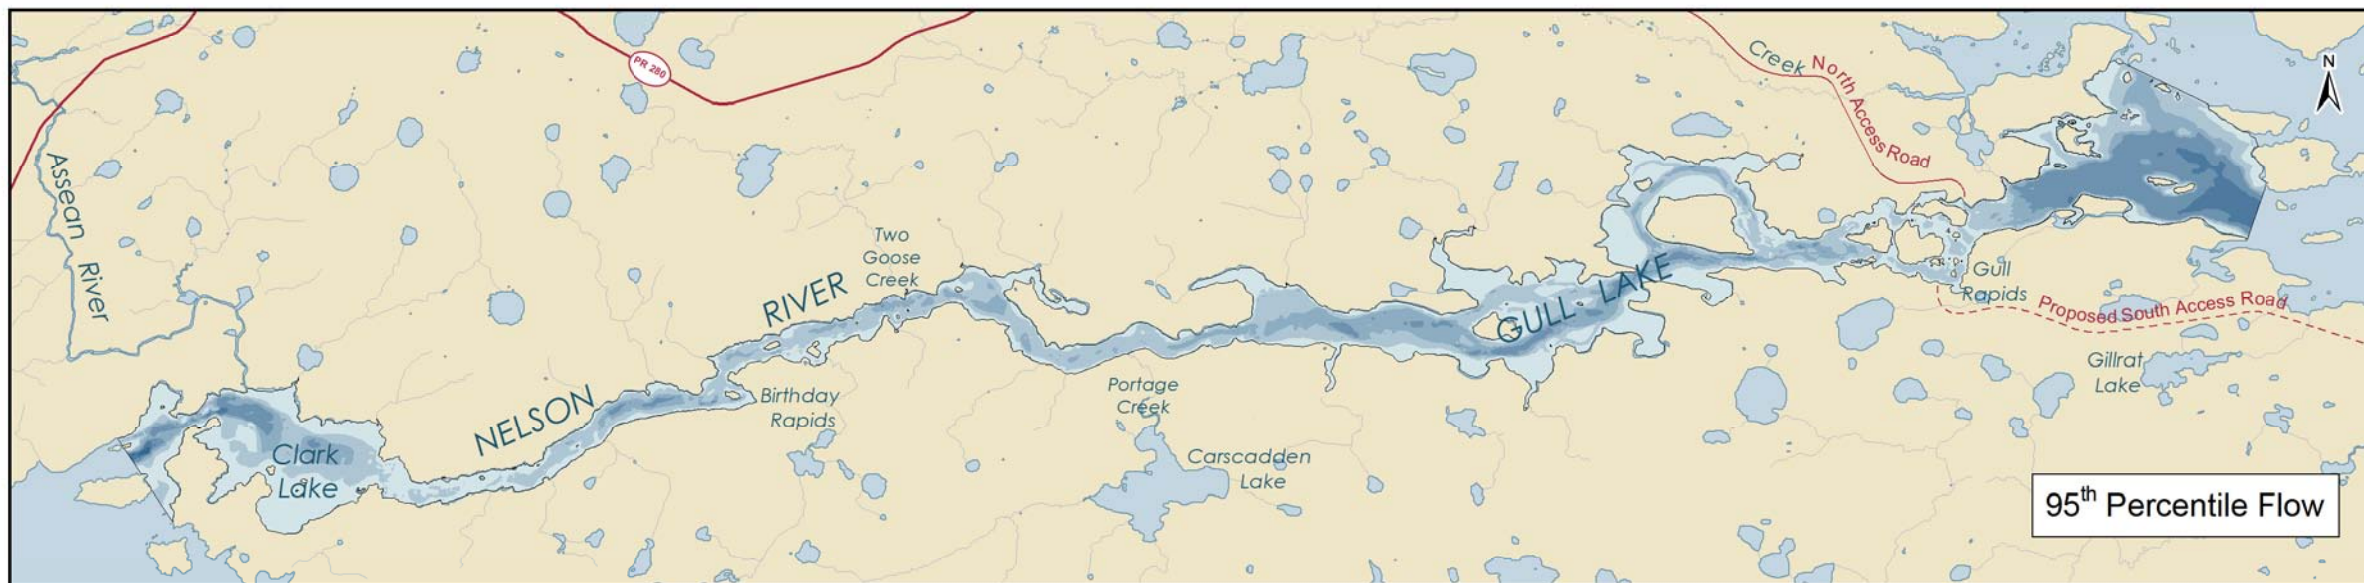 PR 280
Creek
North Access Road
N
Assean
River
Two
Goose
Creek
RIVER
GULL LAKE
Gull
Rapids
Proposed South Access Road
Gillrat
Lake
NELSON
Birthday
Rapids
Portage
Creek
Clark
Lake
Carscadden
Lake
95th Percentile Flow